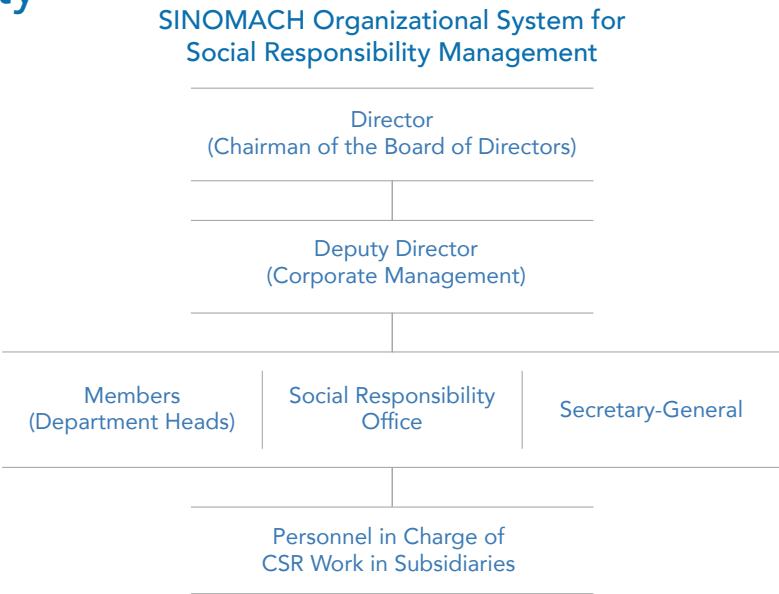 SINOMACH Organizational System for
Social Responsibility Management
Director
(Chairman of the Board of Directors)
Deputy Director
(Corporate Management)
Members
(Department Heads)
Social Responsibility
Office
Secretary-General
Personnel in Charge of
CSR Work in Subsidiaries